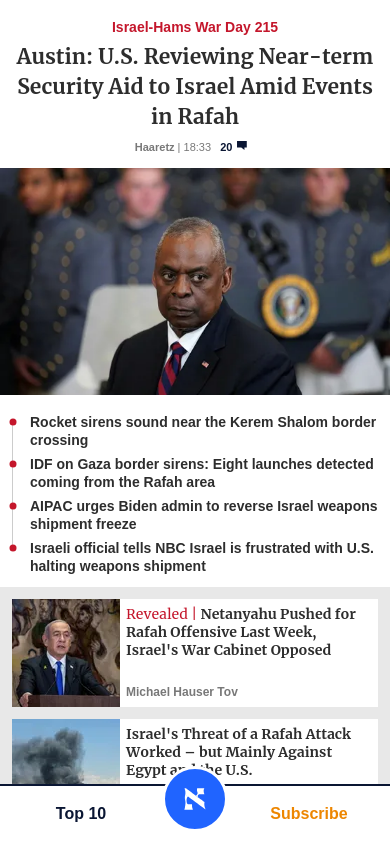 Israel-Hams War Day 215
Austin: U.S. Reviewing Near-term
Security Aid to Israel Amid Events
in Rafah
Haaretz | 18:33 20
Rocket sirens sound near the Kerem Shalom border
crossing
IDF on Gaza border sirens: Eight launches detected
coming from the Rafah area
AIPAC urges Biden admin to reverse Israel weapons
shipment freeze
Israeli official tells NBC Israel is frustrated with U.S.
halting weapons shipment
Revealed | Netanyahu Pushed for
Rafah Offensive Last Week,
Israel's War Cabinet Opposed
Michael Hauser Tov
Israel's Threat of a Rafah Attack
Worked – but Mainly Against
Egypt and the U.S.
Top 10
Subscribe